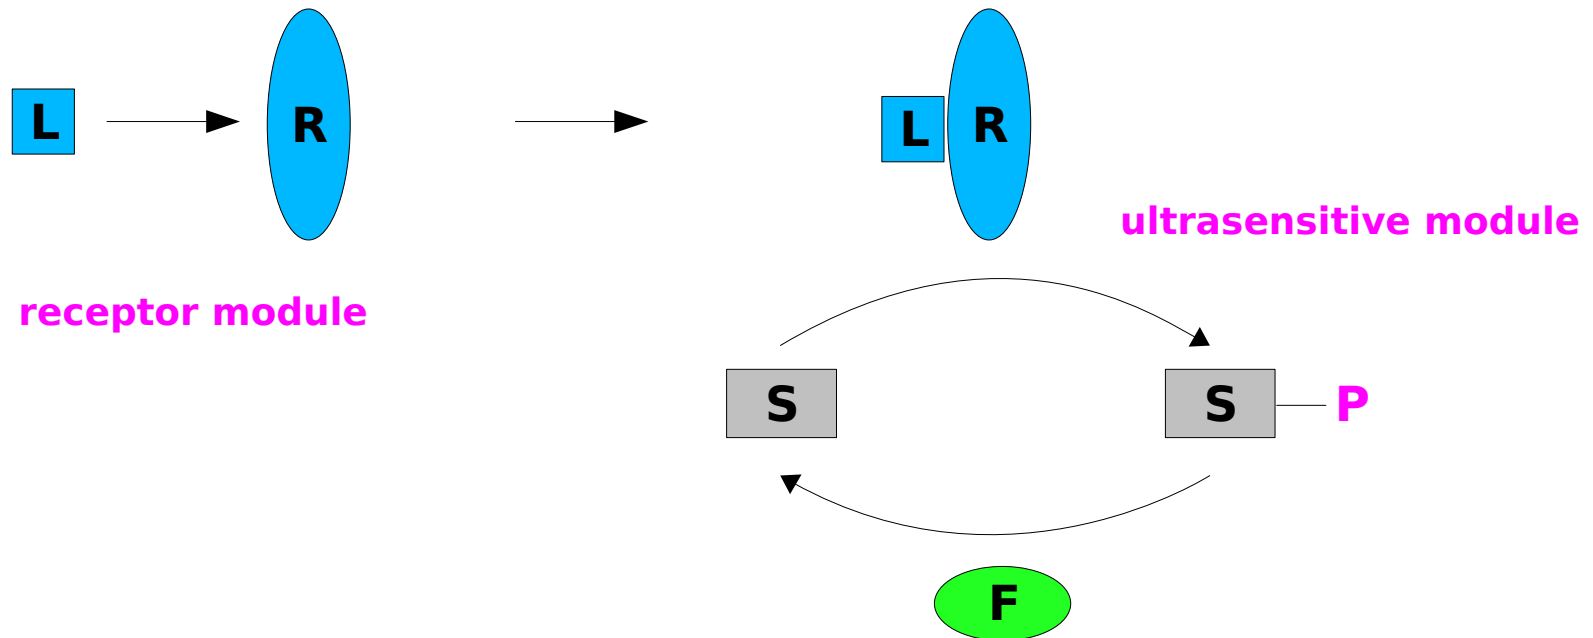 L
R
L
R
ultrasensitive module
receptor module
S
S
P
F